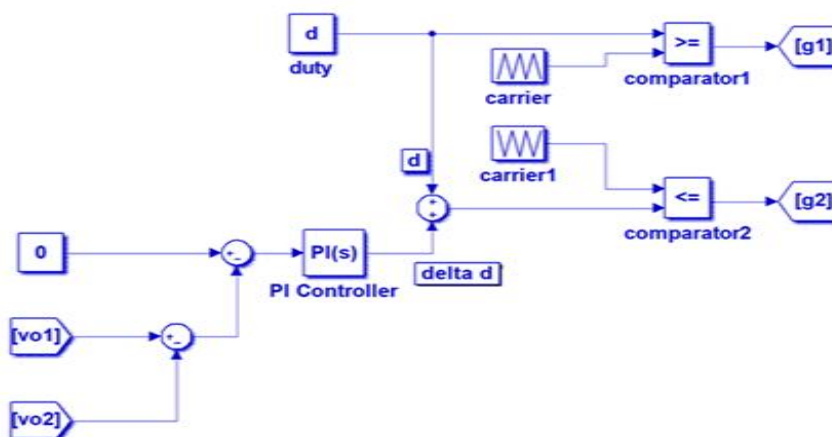 d
duty
>=
[g1]
carrier
comparator1
d
carrier1
+
+
<=
[g2]
comparator2
0
+-
PI(s)
PI Controller
delta d
[vo1]
+-
[vo2]